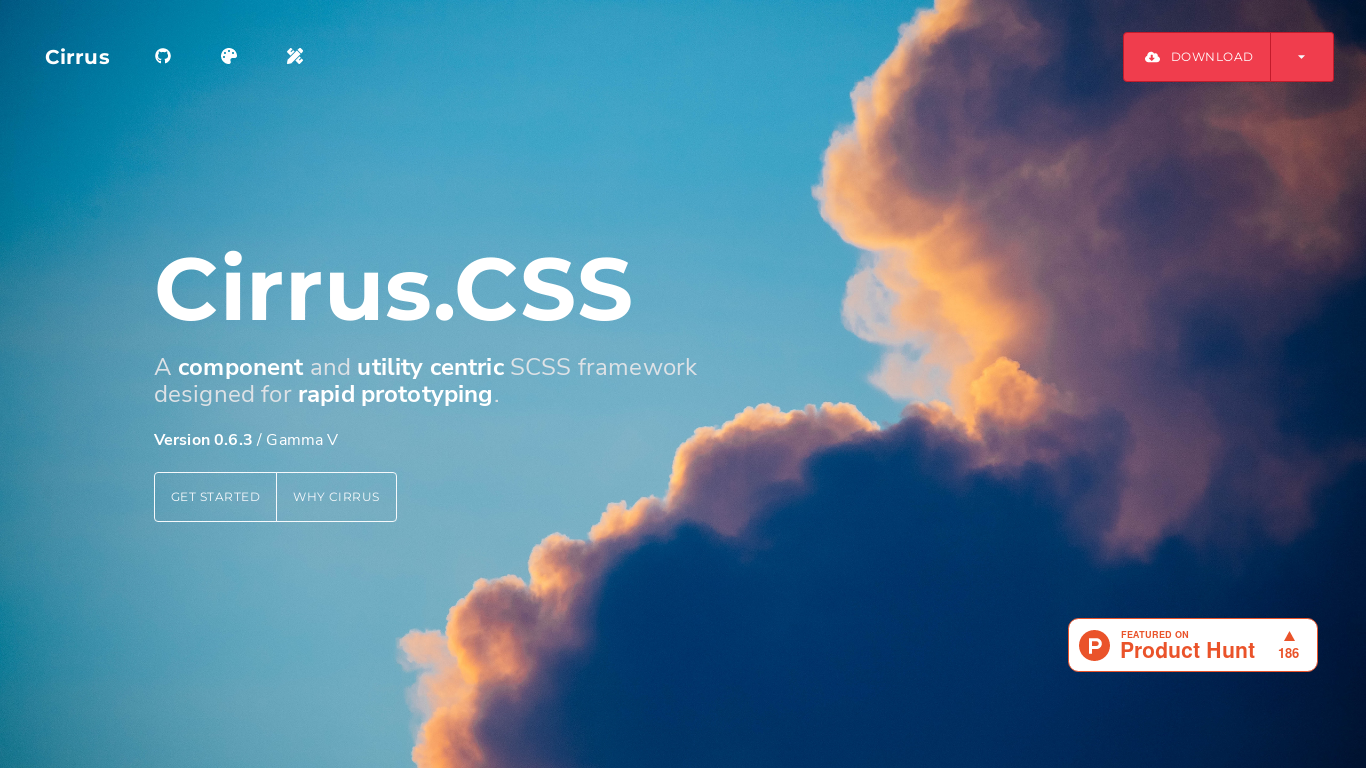 Cirrus
DOWNLOAD
Cirrus.CSS
A component and utility centric SCSS framework
designed for rapid prototyping.
Version 0.6.3 / Gamma V
GET STARTED
WHY CIRRUS
P
FEATURED ON
Product Hunt
186